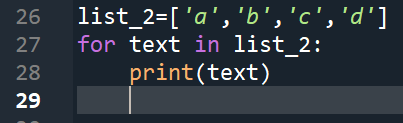 26 list_2=['a','b','c','d']
27 for text in list_2:
28     print(text)
29